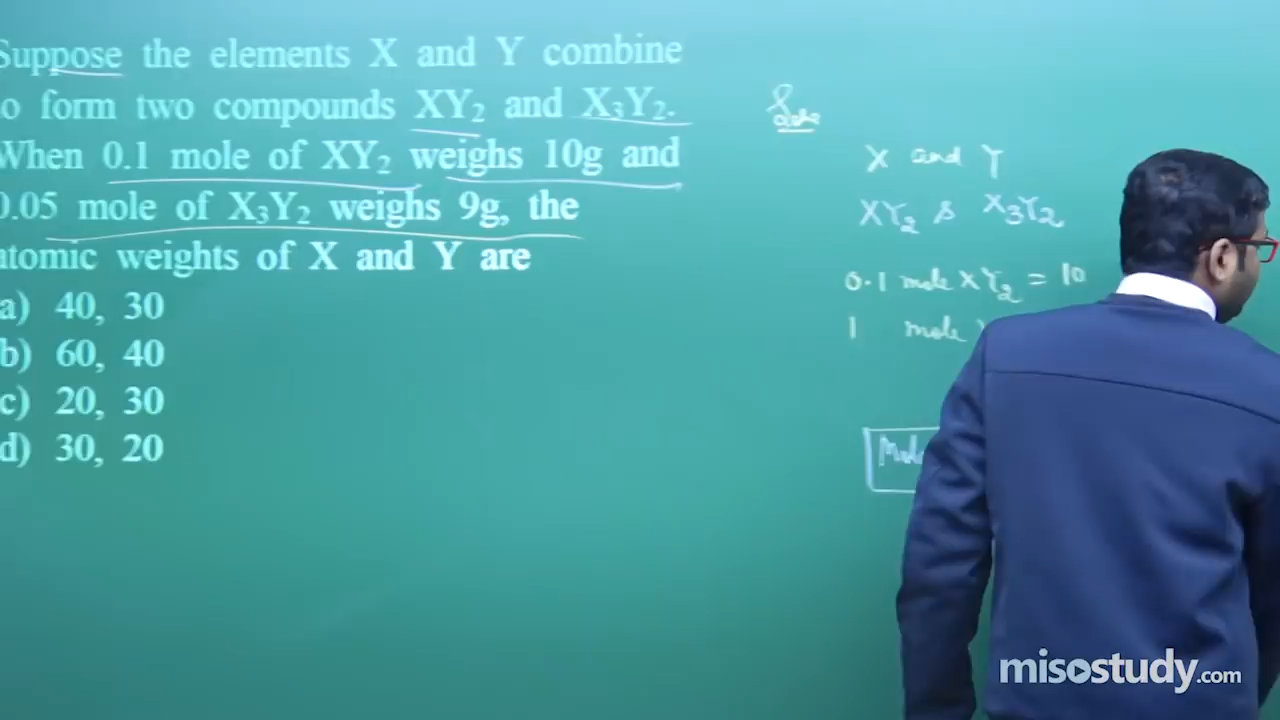 Suppose the elements X and Y combine
o form two compounds XY₂ and X₃Y₂.
When 0.1 mole of XY₂ weighs 10g and
0.05 mole of X₃Y₂ weighs 9g, the
atomic weights of X and Y are
a) 40, 30
b) 60, 40
c) 20, 30
d) 30, 20
X and Y
XY₂ & X₃Y₂
0.1 mole XY₂ = 10
1 mole
misostudy.com